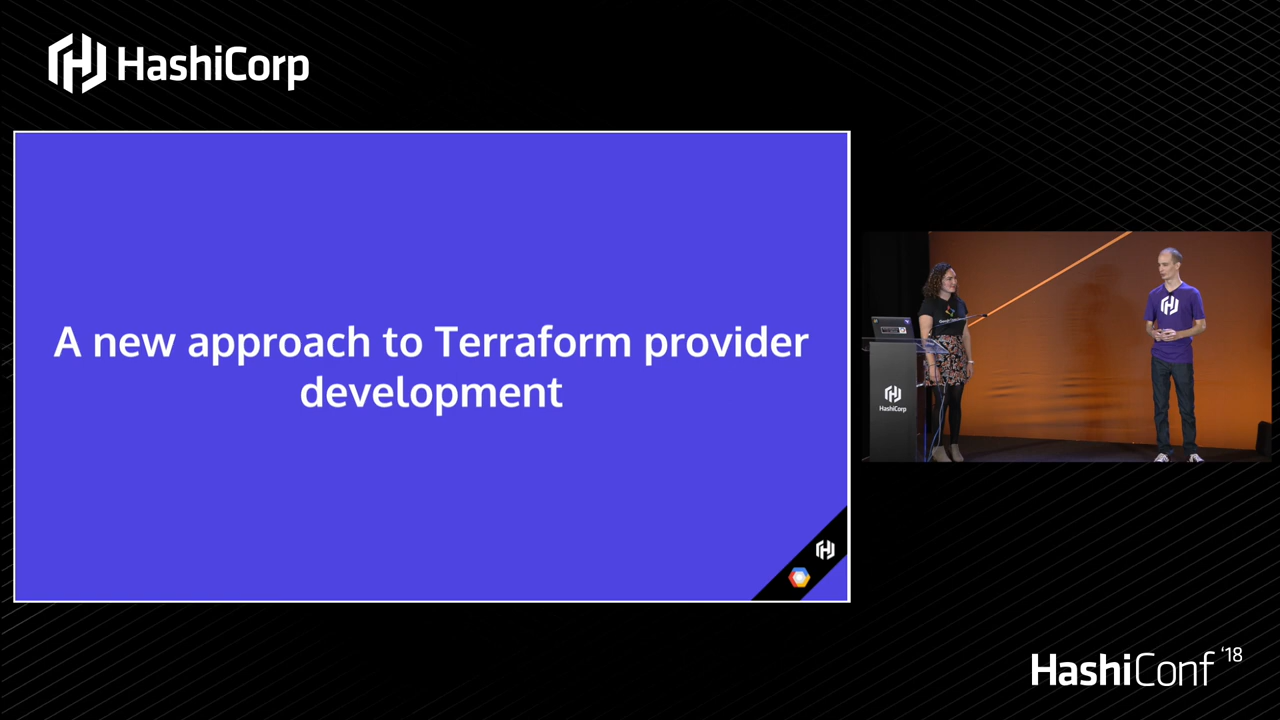 HashiCorp
A new approach to Terraform provider
development
HashiCorp
HashiConf '18